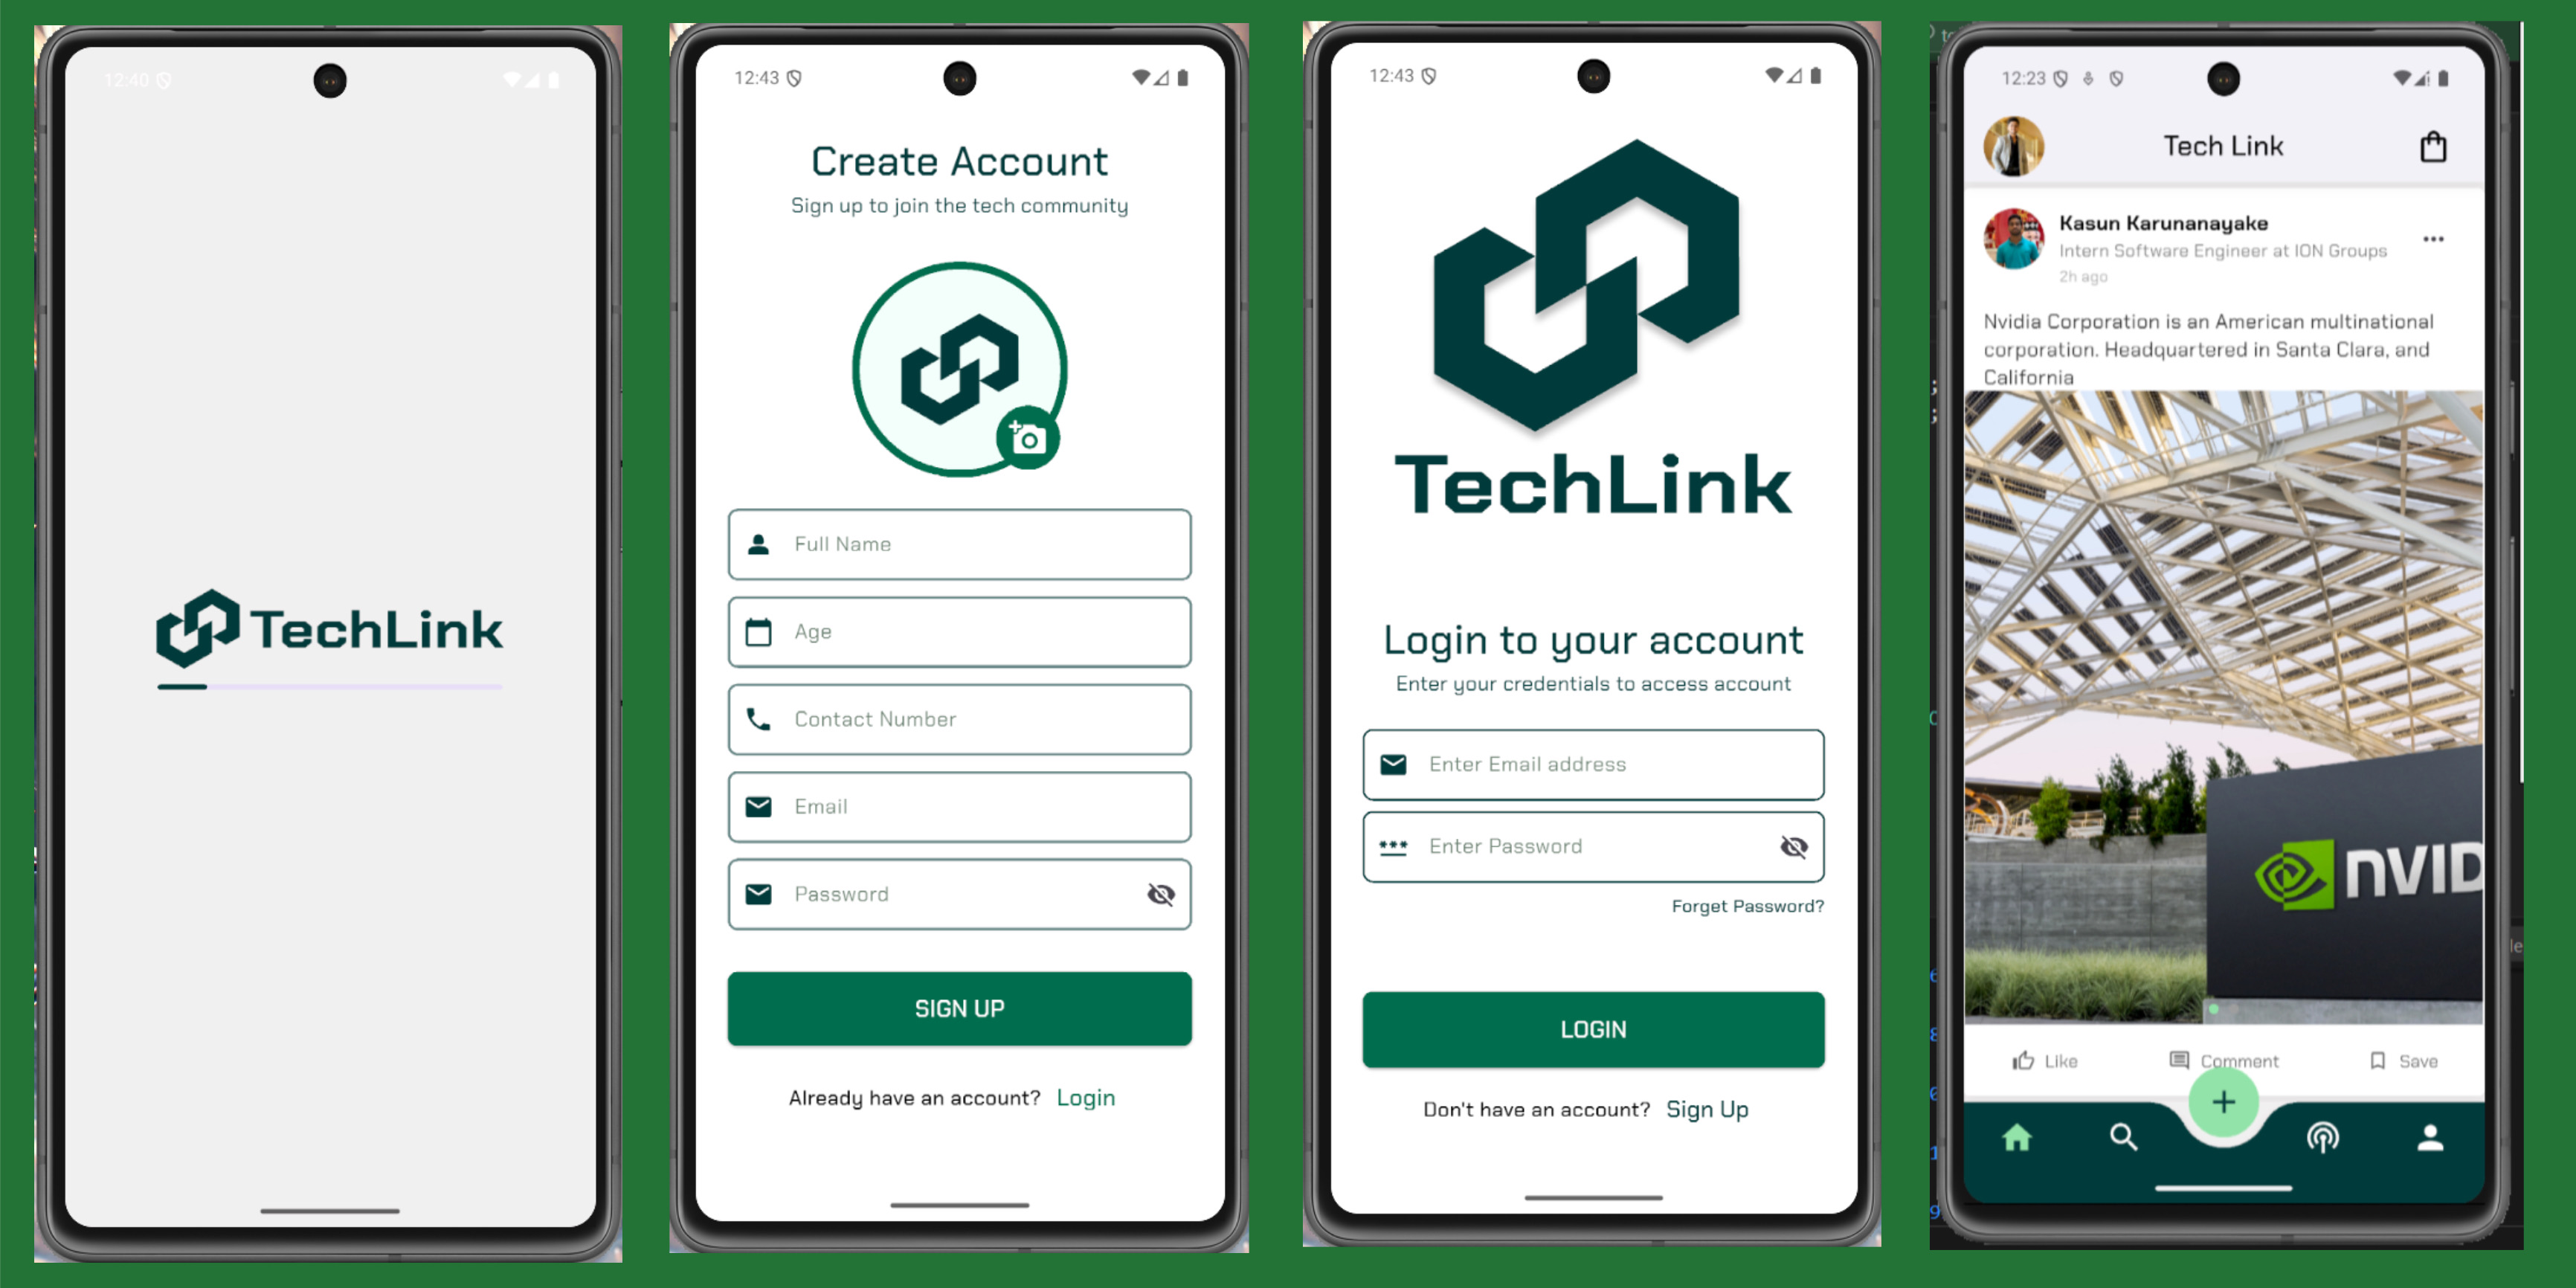 12:40
TechLink
12:43
Create Account
Sign up to join the tech community
Full Name
Age
Contact Number
Email
Password
SIGN UP
Already have an account? Login
12:43
TechLink
Login to your account
Enter your credentials to access account
Enter Email address
*** Enter Password
Forget Password?
LOGIN
Don't have an account? Sign Up
12:23
Tech Link
Kasun Karunanayake
Intern Software Engineer at ION Groups
2h ago
Nvidia Corporation is an American multinational
corporation. Headquartered in Santa Clara, and
California
NVID
Like Comment Save